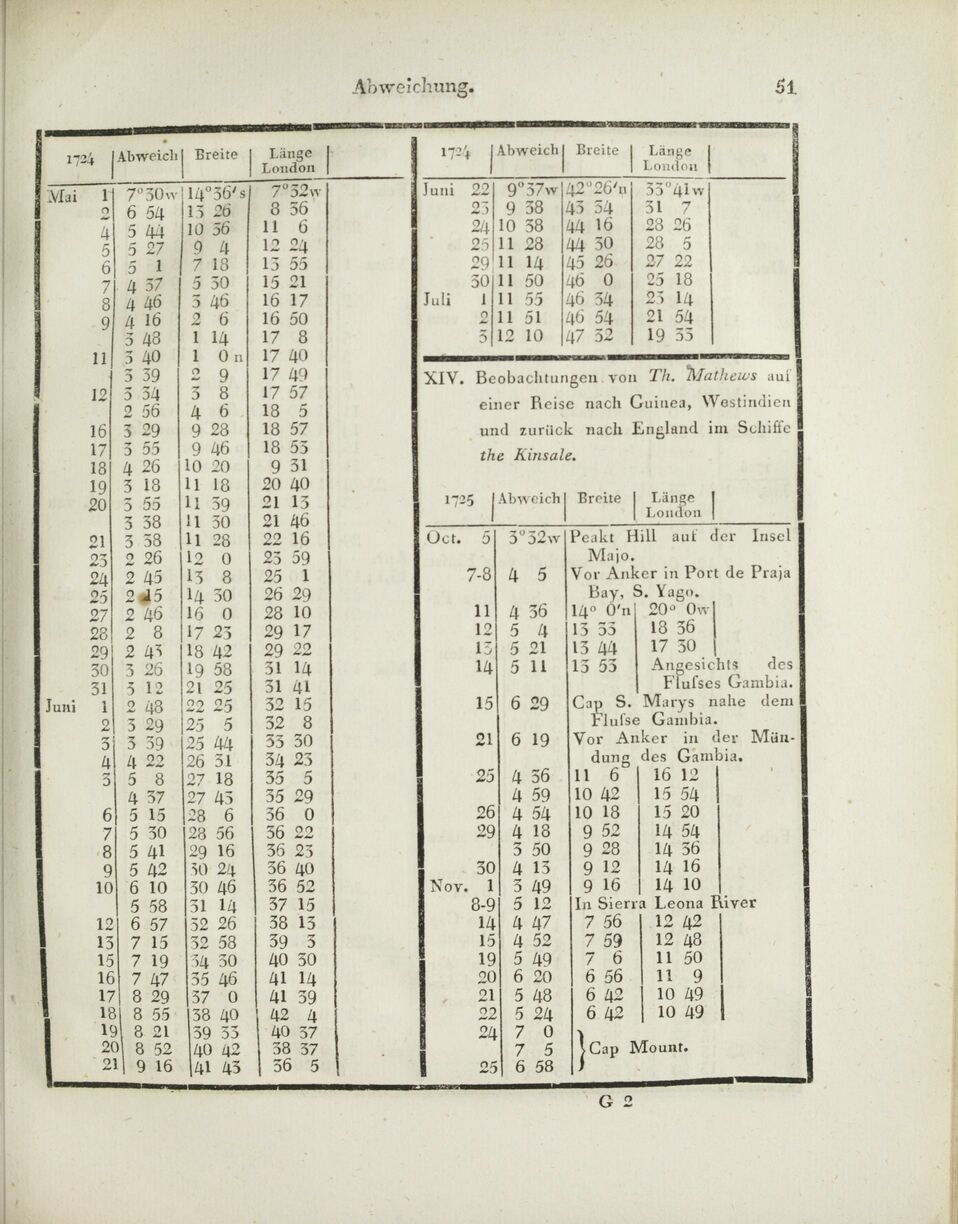 Abweichung. 51
1724 Abweich Breite Länge
London
Mai 1 7°30w 14°36's 7°32w
2 6 54 13 26 8 36
4 5 44 10 36 11 6
5 5 27 9 4 12 24
6 5 1 7 18 13 55
7 4 37 5 30 15 21
8 4 46 3 46 16 17
9 4 16 2 6 16 50
3 48 1 14 17 8
11 3 40 1 0n 17 40
3 39 2 9 17 49
12 3 34 3 8 17 57
2 56 4 6 18 5
16 3 29 9 28 18 57
17 3 55 9 46 18 53
18 4 26 10 20 9 31
19 3 18 11 18 20 40
20 3 55 11 39 21 13
3 38 11 30 21 46
21 3 38 11 28 22 16
23 2 26 12 0 23 59
24 2 45 13 8 25 1
25 2 15 14 30 26 29
27 2 46 16 0 28 10
28 2 8 17 23 29 17
29 2 43 18 42 29 22
30 3 26 19 58 31 14
31 3 12 21 25 31 41
Juni 1 2 48 22 25 32 15
2 3 29 25 5 32 8
3 3 39 25 44 33 30
4 4 22 26 31 34 23
3 5 8 27 18 35 5
4 37 27 43 35 29
6 5 15 28 6 36 0
7 5 30 28 56 36 22
8 5 41 29 16 36 23
9 5 42 30 24 36 40
10 6 10 30 46 36 52
5 58 31 14 37 15
12 6 57 32 26 38 13
13 7 15 32 58 39 3
15 7 19 34 30 40 30
16 7 47 35 46 41 14
17 8 29 37 0 41 39
18 8 55 38 40 42 4
19 8 21 39 33 40 37
20 8 52 40 42 38 37
21 9 16 41 43 36 5
1724 Abweich Breite Länge
London
Juni 22 9°37w 42°26'n 33°41w
23 9 38 43 34 31 7
24 10 38 44 16 28 26
25 11 28 44 30 28 5
29 11 14 45 26 27 22
30 11 50 46 0 25 18
Juli 1 11 55 46 34 23 14
2 11 51 46 54 21 54
3 12 10 47 32 19 33
XIV. Beobachtungen von Th. Mathews auf
einer Reise nach Guinea, Westindien
und zurück nach England im Schiffe
the Kinsale.
1725 Abweich Breite Länge
London
Oct. 5 3°32w Peakt Hill auf der Insel
Majo.
7-8 4 5 Vor Anker in Port de Praja
Bay, S. Yago.
11 4 36 14° 0'n 20° 0w
12 5 4 13 33 18 36
13 5 21 13 44 17 30
14 5 11 13 53 Angesichts des
Flufses Gambia.
15 6 29 Cap S. Marys nahe dem
Flufse Gambia.
21 6 19 Vor Anker in der Mün-
dung des Gambia.
25 4 36 11 6 16 12
4 59 10 42 15 54
26 4 54 10 18 15 20
29 4 18 9 52 14 54
3 50 9 28 14 36
30 4 13 9 12 14 16
Nov. 1 3 49 9 16 14 10
8-9 5 12 In Sierra Leona River
14 4 47 7 56 12 42
15 4 52 7 59 12 48
19 5 49 7 6 11 50
20 6 20 6 56 11 9
21 5 48 6 42 10 49
22 5 24 6 42 10 49
24 7 0
7 5 } Cap Mount.
25 6 58
G 2